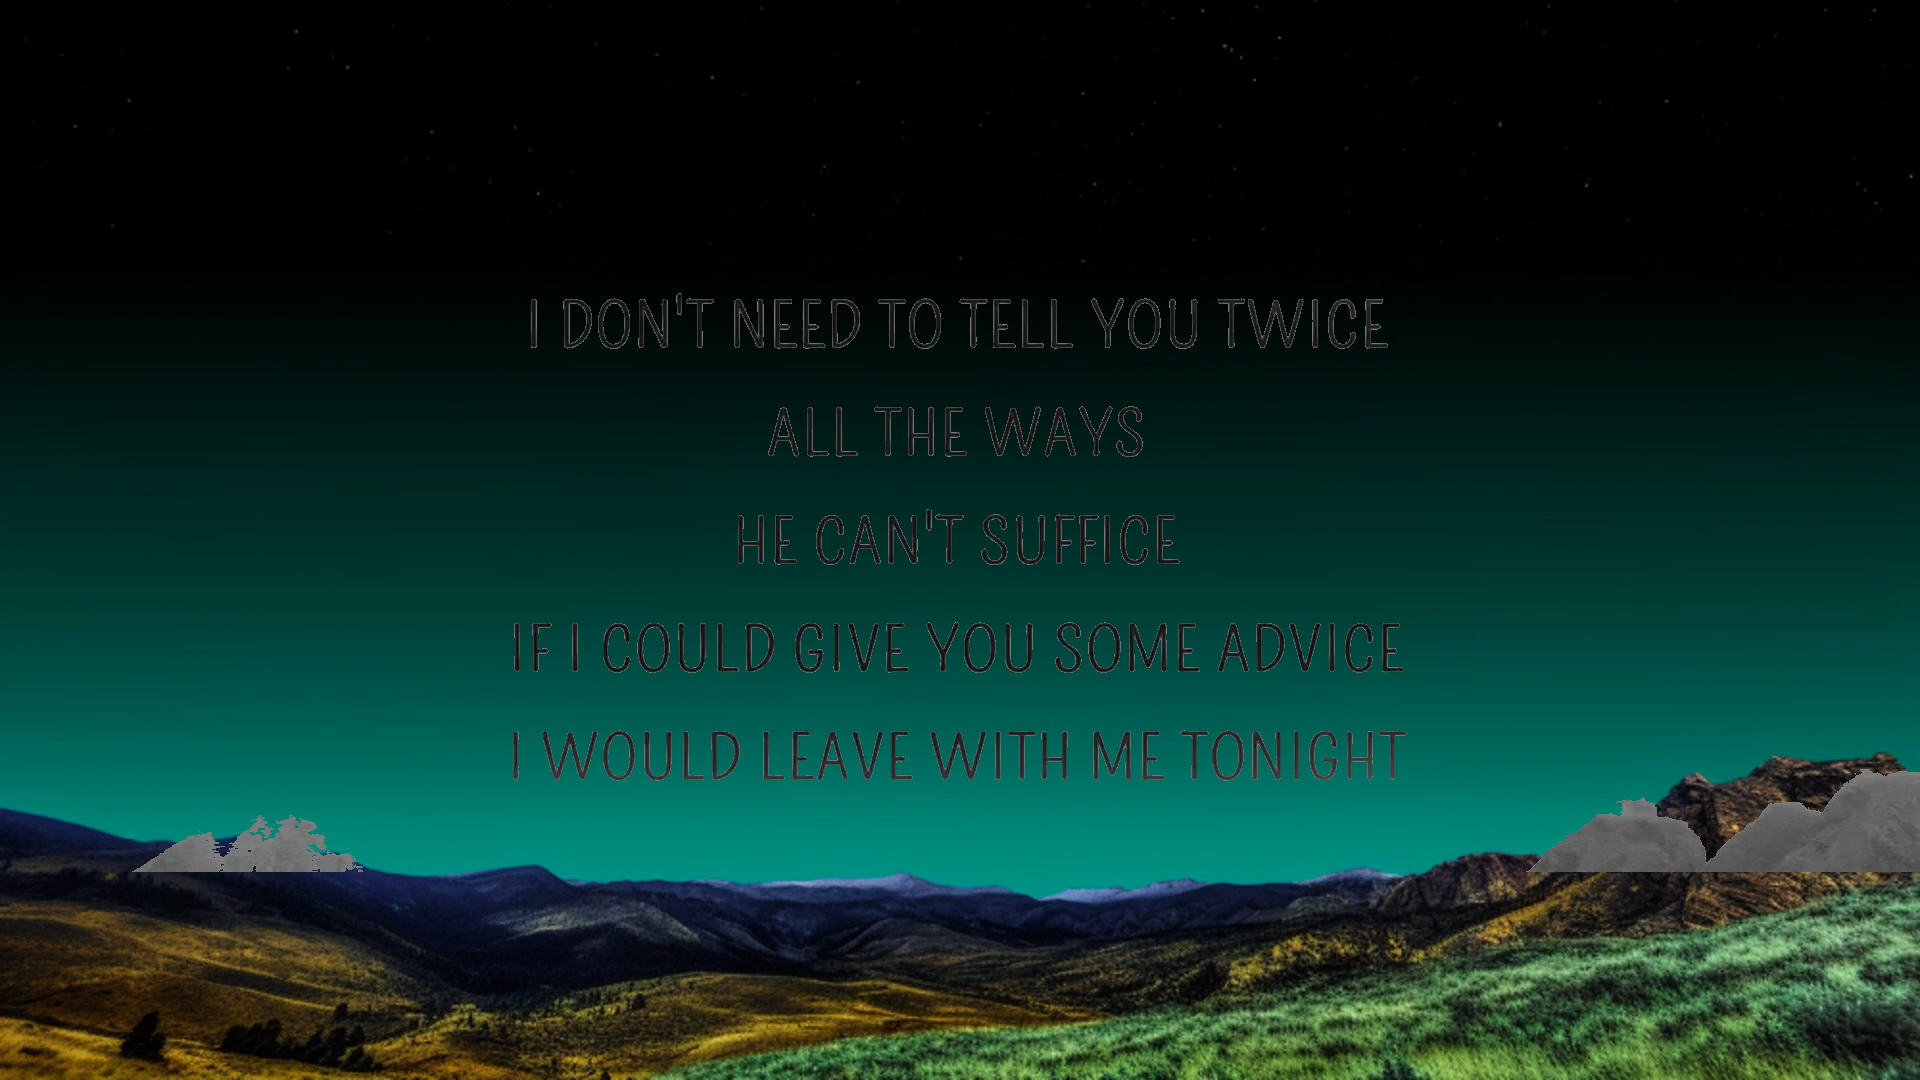 I DON'T NEED TO TELL YOU TWICE
ALL THE WAYS
HE CAN'T SUFFICE
IF I COULD GIVE YOU SOME ADVICE
I WOULD LEAVE WITH ME TONIGHT